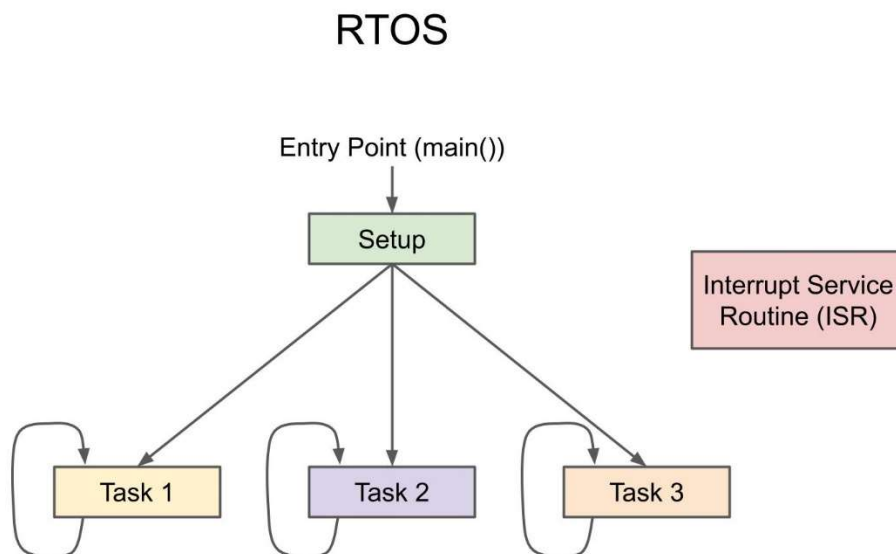 RTOS
Entry Point (main())
Setup
Interrupt Service
Routine (ISR)
Task 1
Task 2
Task 3